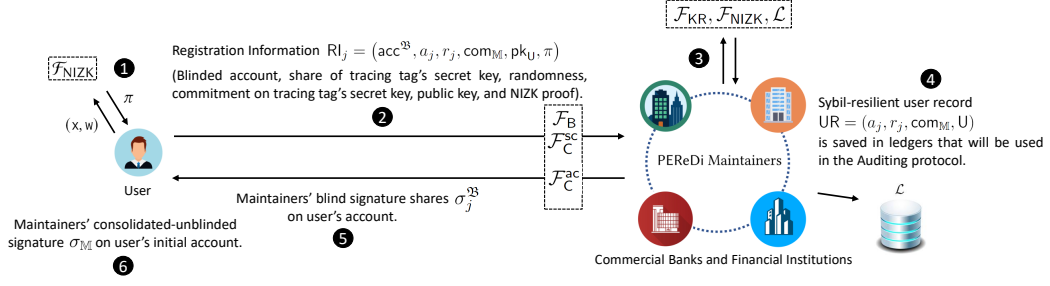 F_NIZK
1
π
(x, w)
User
Registration Information RI_j = (acc^𝔅, a_j, r_j, com_𝕄, pk_U, π)
(Blinded account, share of tracing tag's secret key, randomness,
commitment on tracing tag's secret key, public key, and NIZK proof).
2
F_B
F_C^sc
F_C^ac
Maintainers' blind signature shares σ_j^𝔅
on user's account.
5
Maintainers' consolidated-unblinded
signature σ_𝕄 on user's initial account.
6
F_KR, F_NIZK, L
3
PEReDi Maintainers
Commercial Banks and Financial Institutions
4
Sybil-resilient user record
UR = (a_j, r_j, com_𝕄, U)
is saved in ledgers that will be used
in the Auditing protocol.
L